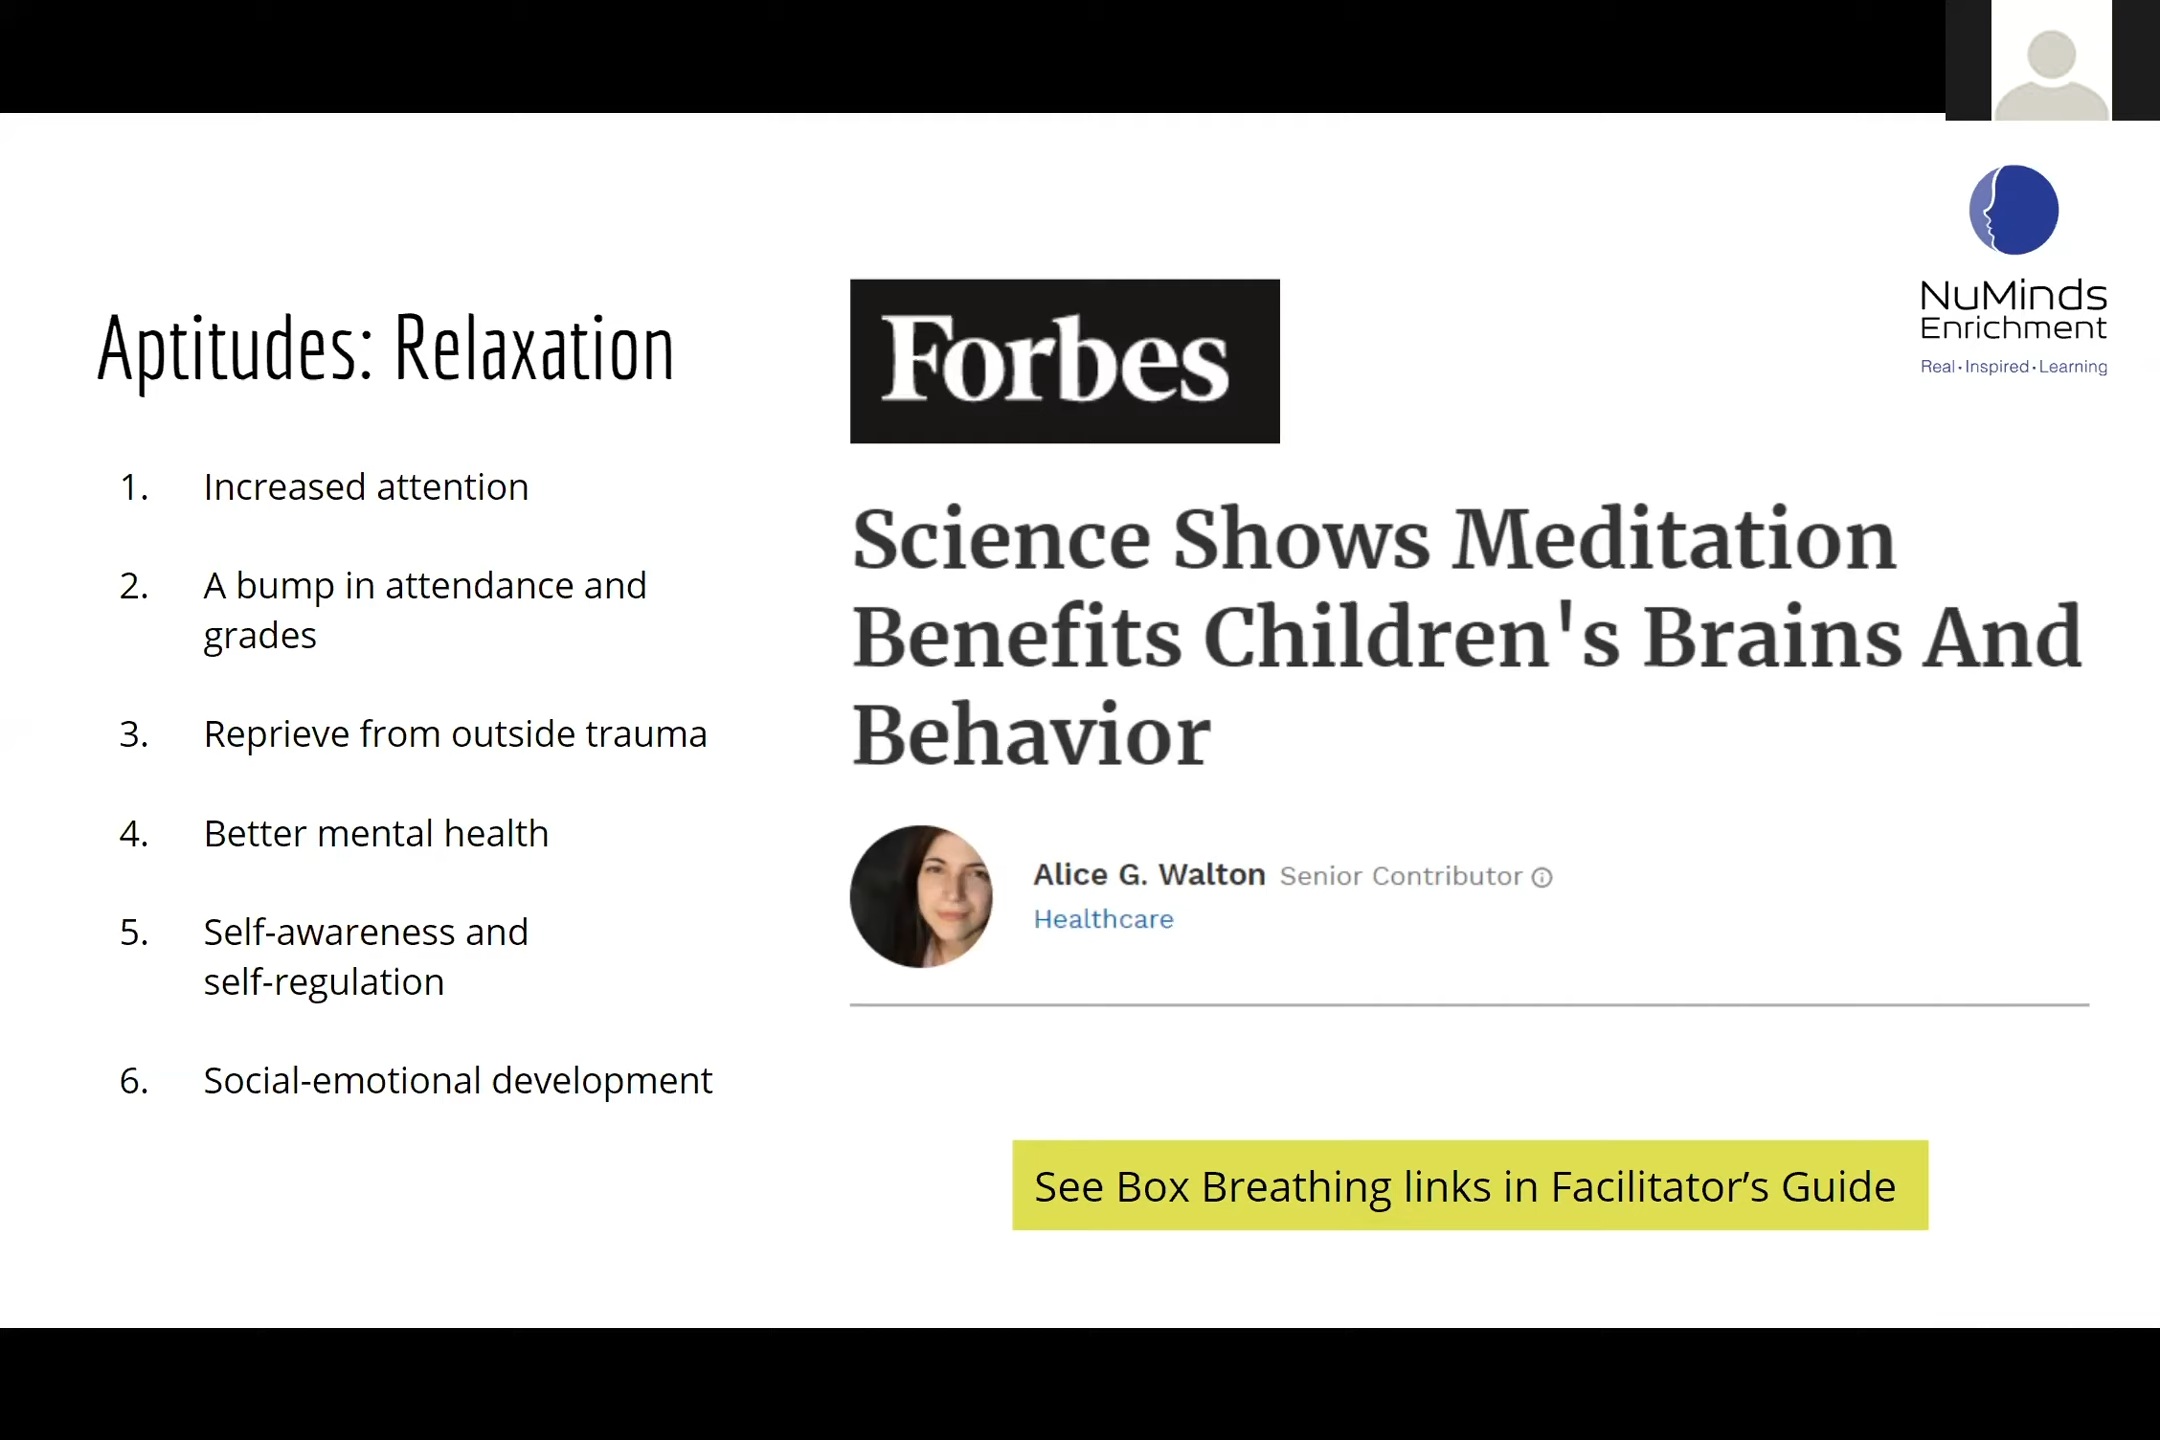 Aptitudes: Relaxation
1. Increased attention
2. A bump in attendance and
grades
3. Reprieve from outside trauma
4. Better mental health
5. Self-awareness and
self-regulation
6. Social-emotional development
Forbes
Science Shows Meditation
Benefits Children's Brains And
Behavior
Alice G. Walton Senior Contributor
Healthcare
See Box Breathing links in Facilitator’s Guide
NuMinds
Enrichment
Real·Inspired·Learning